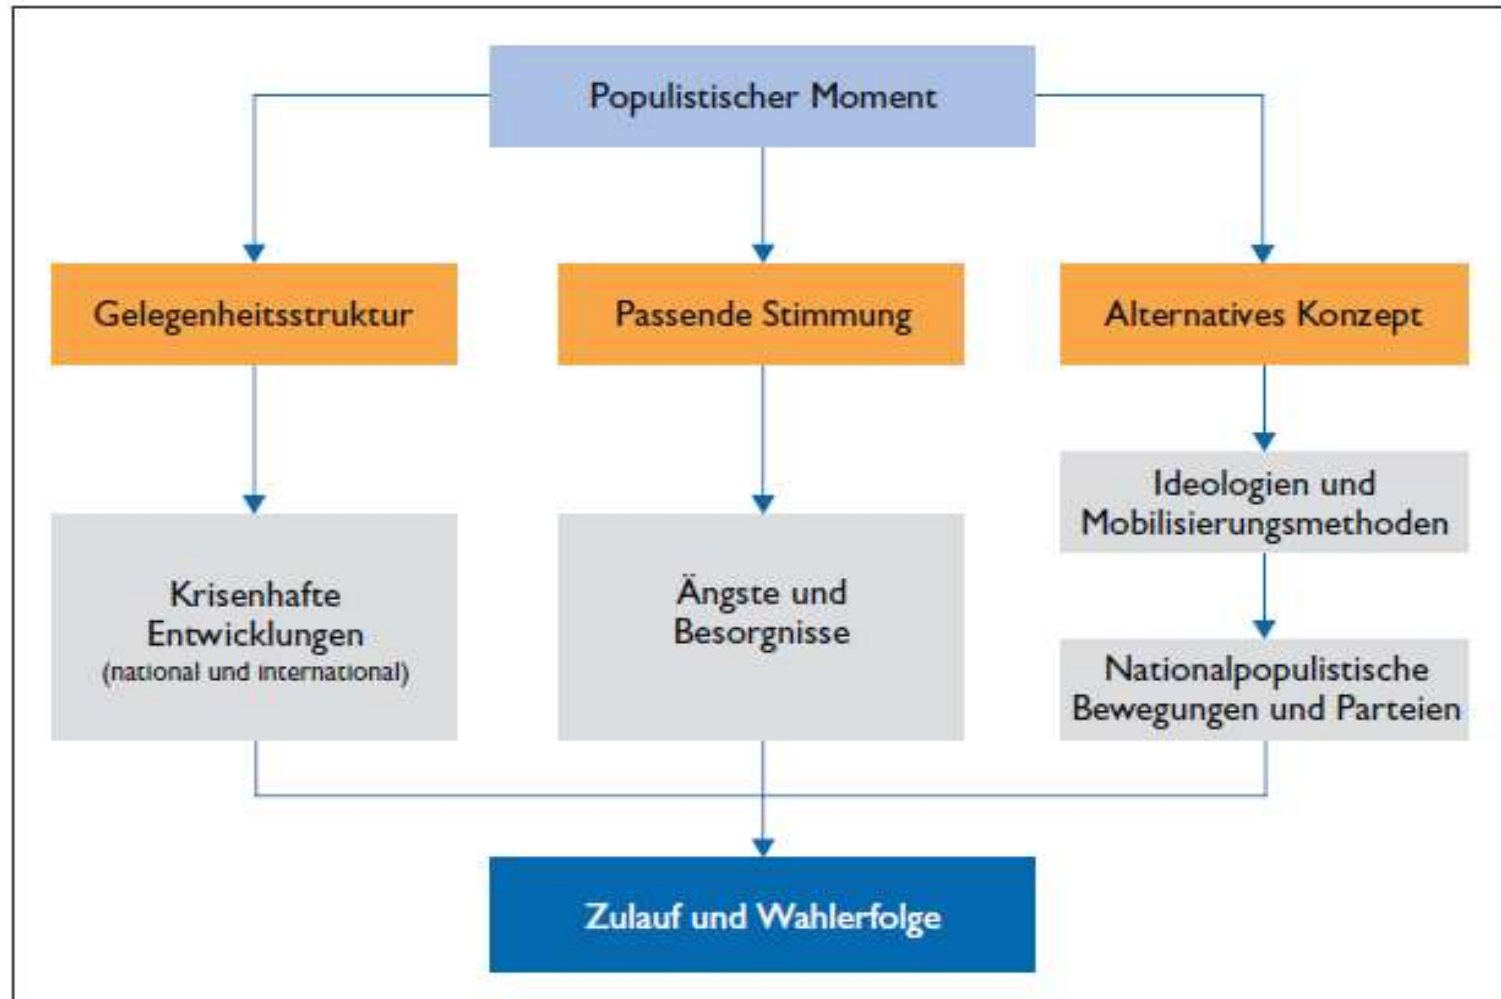 Populistischer Moment
Gelegenheitsstruktur
Passende Stimmung
Alternatives Konzept
Krisenhafte
Entwicklungen
(national und international)
Ängste und
Besorgnisse
Ideologien und
Mobilisierungsmethoden
Nationalpopulistische
Bewegungen und Parteien
Zulauf und Wahlerfolge